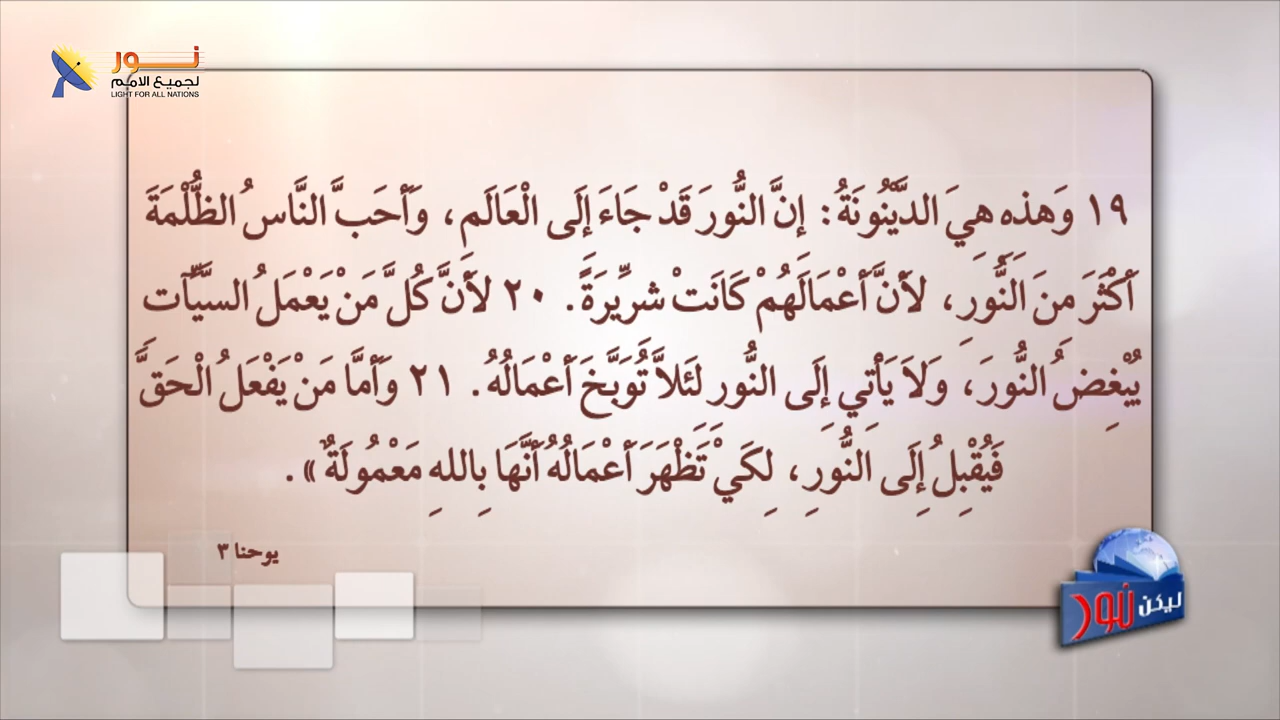 نور
لجميع الامم
LIGHT FOR ALL NATIONS
١٩ وَهذِهِ هِيَ الدَّيْنُونَةُ: إِنَّ النُّورَ قَدْ جَاءَ إِلَى الْعَالَمِ، وَأَحَبَّ النَّاسُ الظُّلْمَةَ
أَكْثَرَ مِنَ النُّورِ، لأَنَّ أَعْمَالَهُمْ كَانَتْ شِرِّيرَةً. ٢٠ لأَنَّ كُلَّ مَنْ يَعْمَلُ السَّيِّآتِ
يُبْغِضُ النُّورَ، وَلاَ يَأْتِي إِلَى النُّورِ لِئَلاَّ تُوَبَّخَ أَعْمَالُهُ. ٢١ وَأَمَّا مَنْ يَفْعَلُ الْحَقَّ
فَيُقْبِلُ إِلَى النُّورِ، لِكَيْ تَظْهَرَ أَعْمَالُهُ أَنَّهَا بِاللهِ مَعْمُولَةٌ».
يوحنا ٣
ليكن نور